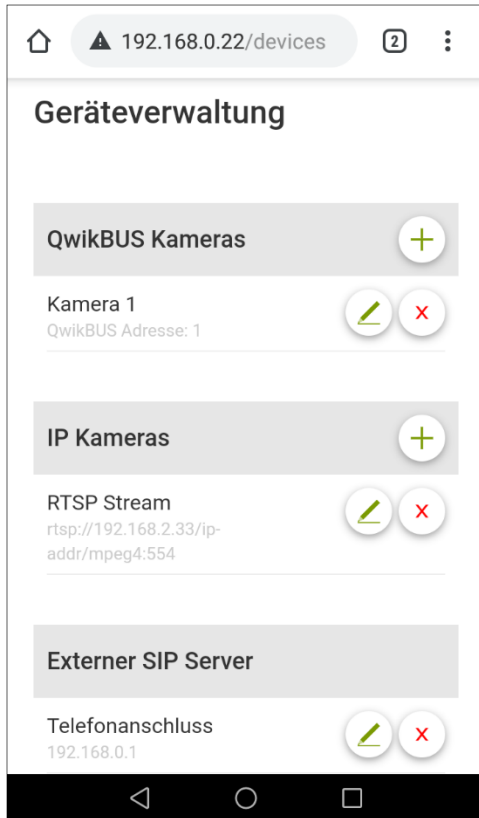 192.168.0.22/devices
2
Geräteverwaltung
QwikBUS Kameras
Kamera 1
QwikBUS Adresse: 1
IP Kameras
RTSP Stream
rtsp://192.168.2.33/ip-
addr/mpeg4:554
Externer SIP Server
Telefonanschluss
192.168.0.1